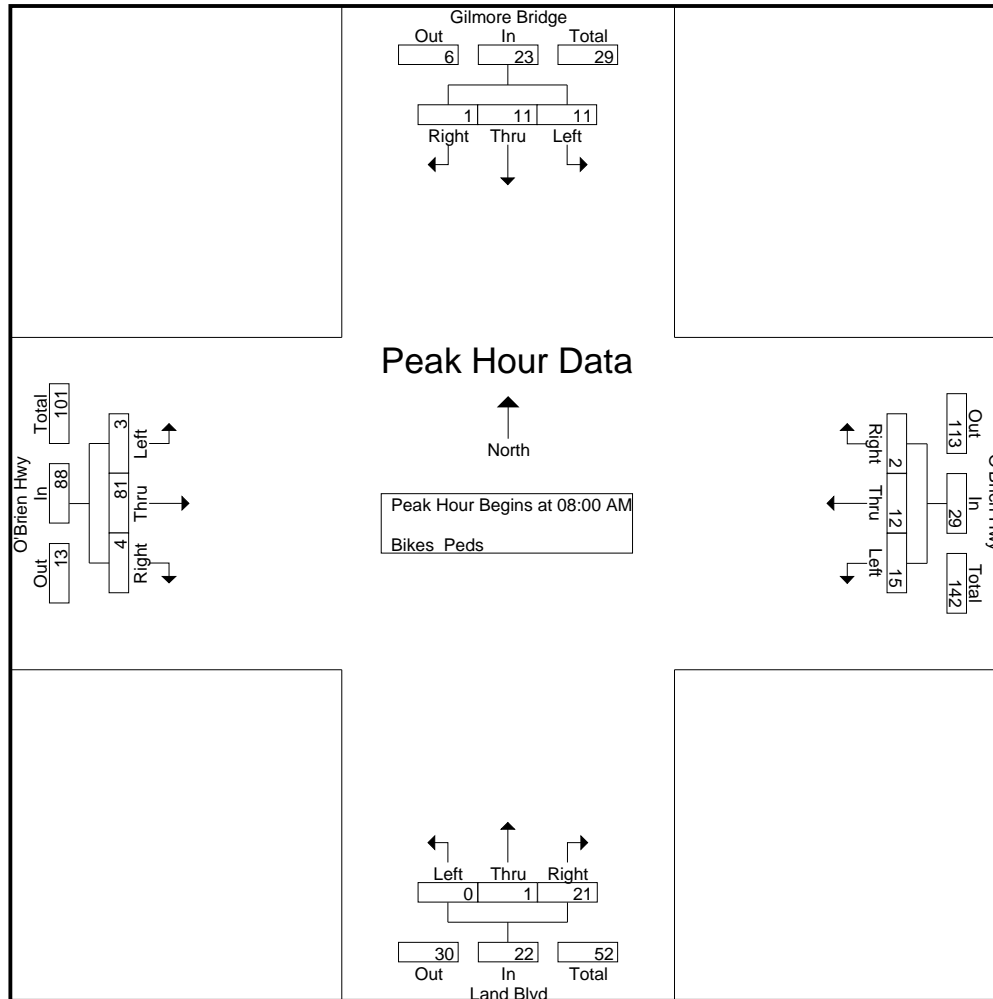 Gilmore Bridge
Out In Total
6 23 29
1 11 11
Right Thru Left
Peak Hour Data
North
Peak Hour Begins at 08:00 AM
Bikes Peds
O'Brien Hwy
Total In Out
101 88 13
3 81 4
Left Thru Right
Out In Total
113 29 142
2 12 15
Right Thru Left
Left Thru Right
0 1 21
30 22 52
Out In Total
Land Blvd